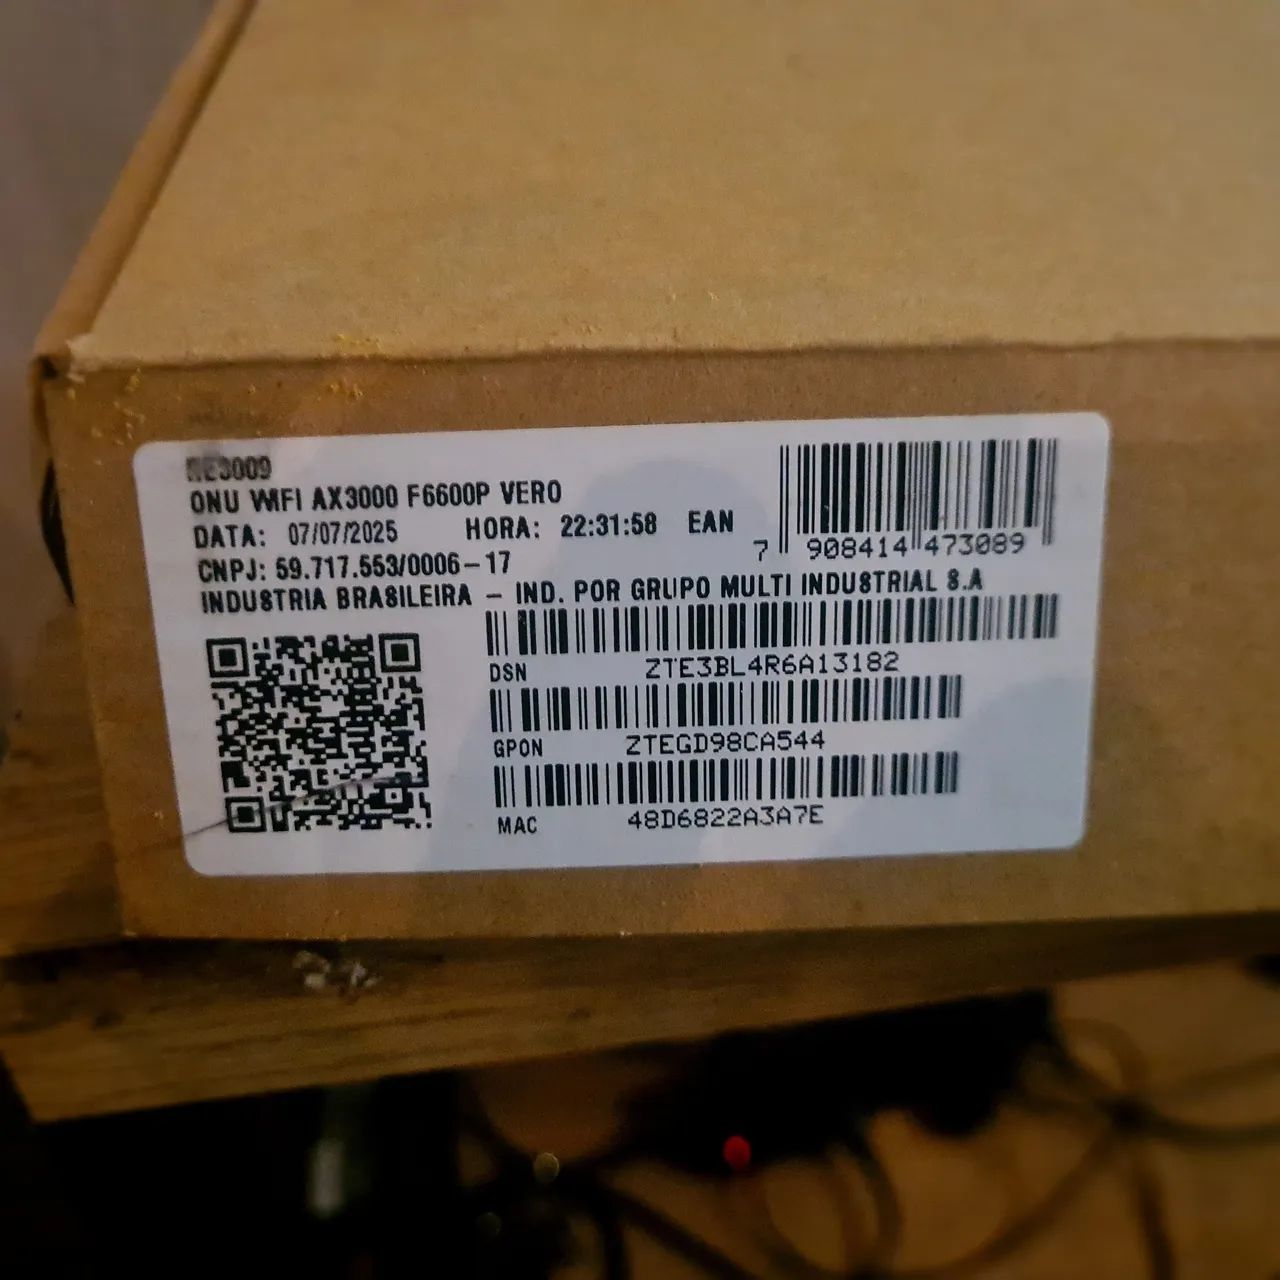 RE3009
ONU WIFI AX3000 F6600P VERO
DATA: 07/07/2025 HORA: 22:31:58 EAN
7 908414 473089
CNPJ: 59.717.553/0006-17
INDUSTRIA BRASILEIRA - IND. POR GRUPO MULTI INDUSTRIAL S.A
DSN ZTE3BL4R6A13182
GPON ZTEGD98CA544
MAC 48D6822A3A7E